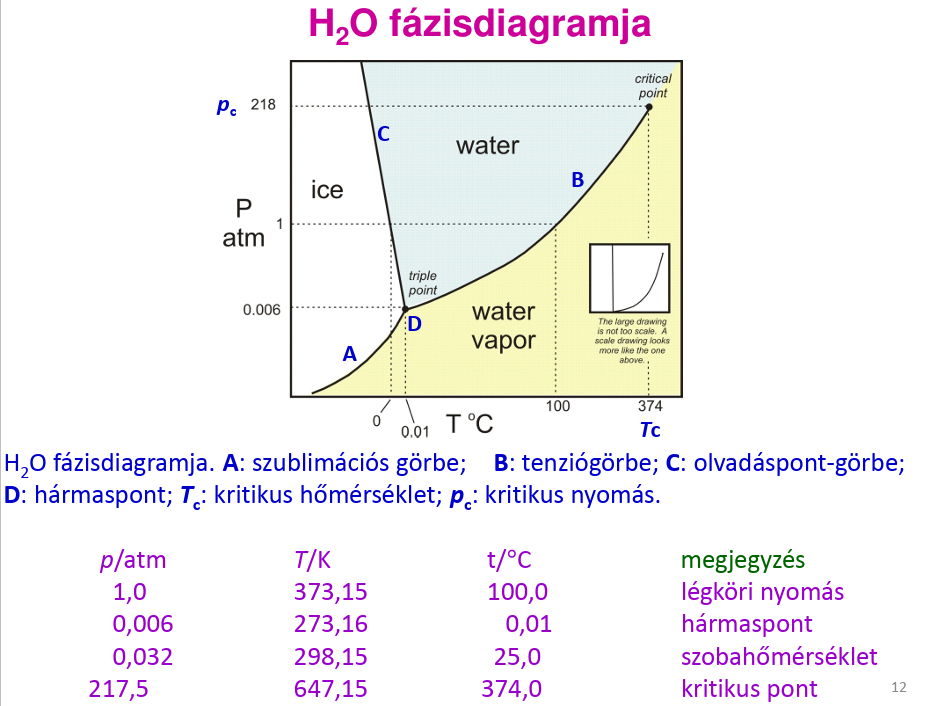 H₂O fázisdiagramja
critical
point
pc 218
C
water
B
ice
P
atm
1
triple
point
0.006
D
water
vapor
A
The large drawing
is not too scale. A
scale drawing looks
more like the one
above.
0
0.01
T °C
100
374
Tc
H₂O fázisdiagramja. A: szublimációs görbe; B: tenziógörbe; C: olvadáspont-görbe;
D: hármaspont; Tc: kritikus hőmérséklet; pc: kritikus nyomás.
p/atm T/K t/°C megjegyzés
1,0 373,15 100,0 légköri nyomás
0,006 273,16 0,01 hármaspont
0,032 298,15 25,0 szobahőmérséklet
217,5 647,15 374,0 kritikus pont
12